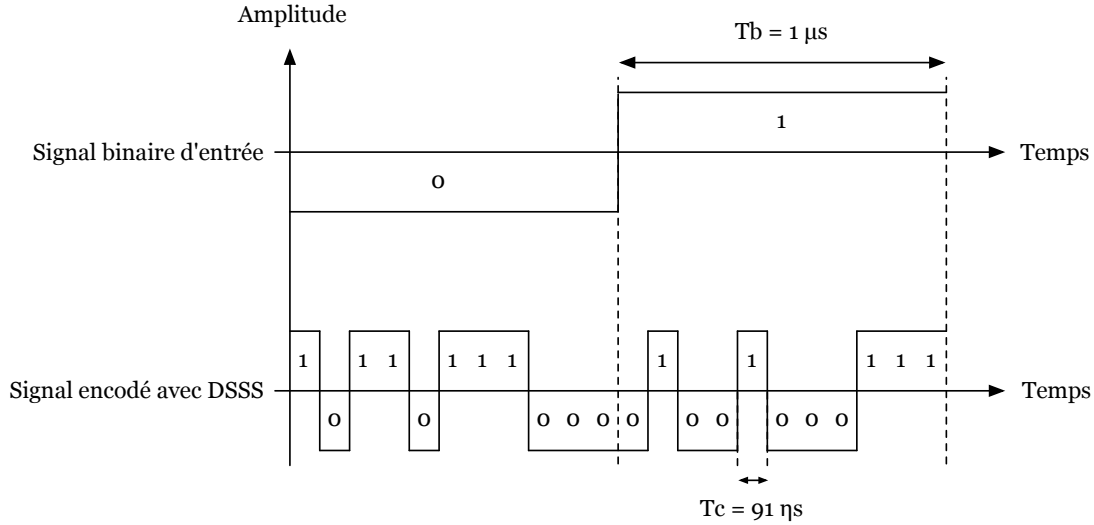 Amplitude
Tb = 1 μs
1
Signal binaire d'entrée
Temps
0
1 1 1 1 1 1 1 1 1 1 1
Signal encodé avec DSSS
Temps
0 0 0 0 0 0 0 0 0 0 0
Tc = 91 ηs